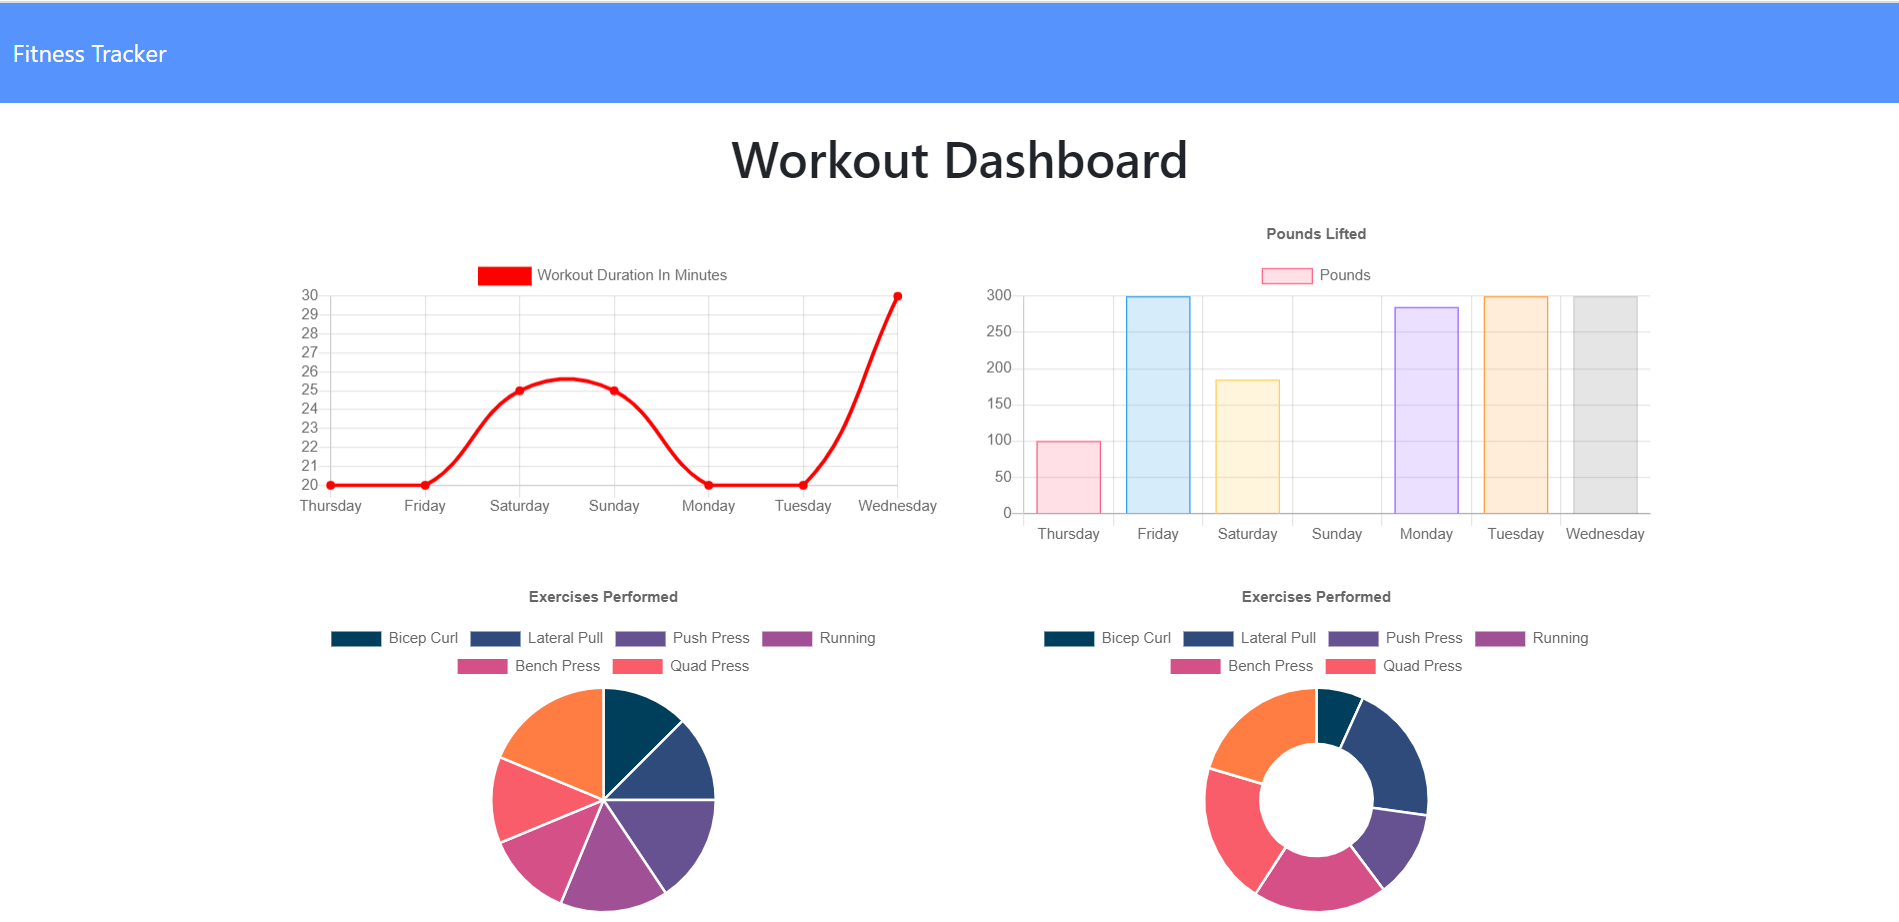 Fitness Tracker
Workout Dashboard
Workout Duration In Minutes
30
29
28
27
26
25
24
23
22
21
20
Thursday Friday Saturday Sunday Monday Tuesday Wednesday
Pounds Lifted
Pounds
300
250
200
150
100
50
0
Thursday Friday Saturday Sunday Monday Tuesday Wednesday
Exercises Performed
Bicep Curl Lateral Pull Push Press Running
Bench Press Quad Press
Exercises Performed
Bicep Curl Lateral Pull Push Press Running
Bench Press Quad Press